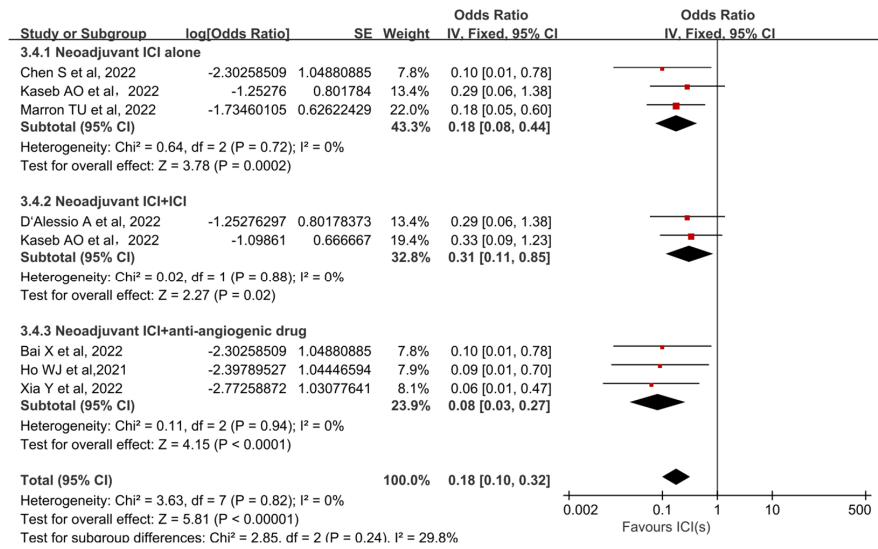 Odds Ratio Odds Ratio
Study or Subgroup log[Odds Ratio] SE Weight IV, Fixed, 95% CI IV, Fixed, 95% CI
3.4.1 Neoadjuvant ICI alone
Chen S et al, 2022 -2.30258509 1.04880885 7.8% 0.10 [0.01, 0.78]
Kaseb AO et al，2022 -1.25276 0.801784 13.4% 0.29 [0.06, 1.38]
Marron TU et al, 2022 -1.73460105 0.62622429 22.0% 0.18 [0.05, 0.60]
Subtotal (95% CI) 43.3% 0.18 [0.08, 0.44]
Heterogeneity: Chi² = 0.64, df = 2 (P = 0.72); I² = 0%
Test for overall effect: Z = 3.78 (P = 0.0002)
3.4.2 Neoadjuvant ICI+ICI
D'Alessio A et al, 2022 -1.25276297 0.80178373 13.4% 0.29 [0.06, 1.38]
Kaseb AO et al，2022 -1.09861 0.666667 19.4% 0.33 [0.09, 1.23]
Subtotal (95% CI) 32.8% 0.31 [0.11, 0.85]
Heterogeneity: Chi² = 0.02, df = 1 (P = 0.88); I² = 0%
Test for overall effect: Z = 2.27 (P = 0.02)
3.4.3 Neoadjuvant ICI+anti-angiogenic drug
Bai X et al, 2022 -2.30258509 1.04880885 7.8% 0.10 [0.01, 0.78]
Ho WJ et al,2021 -2.39789527 1.04446594 7.9% 0.09 [0.01, 0.70]
Xia Y et al, 2022 -2.77258872 1.03077641 8.1% 0.06 [0.01, 0.47]
Subtotal (95% CI) 23.9% 0.08 [0.03, 0.27]
Heterogeneity: Chi² = 0.11, df = 2 (P = 0.94); I² = 0%
Test for overall effect: Z = 4.15 (P < 0.0001)
Total (95% CI) 100.0% 0.18 [0.10, 0.32]
Heterogeneity: Chi² = 3.63, df = 7 (P = 0.82); I² = 0%
Test for overall effect: Z = 5.81 (P < 0.00001)
Test for subgroup differences: Chi² = 2.85, df = 2 (P = 0.24), I² = 29.8%
0.002 0.1 1 10 500
Favours ICI(s)